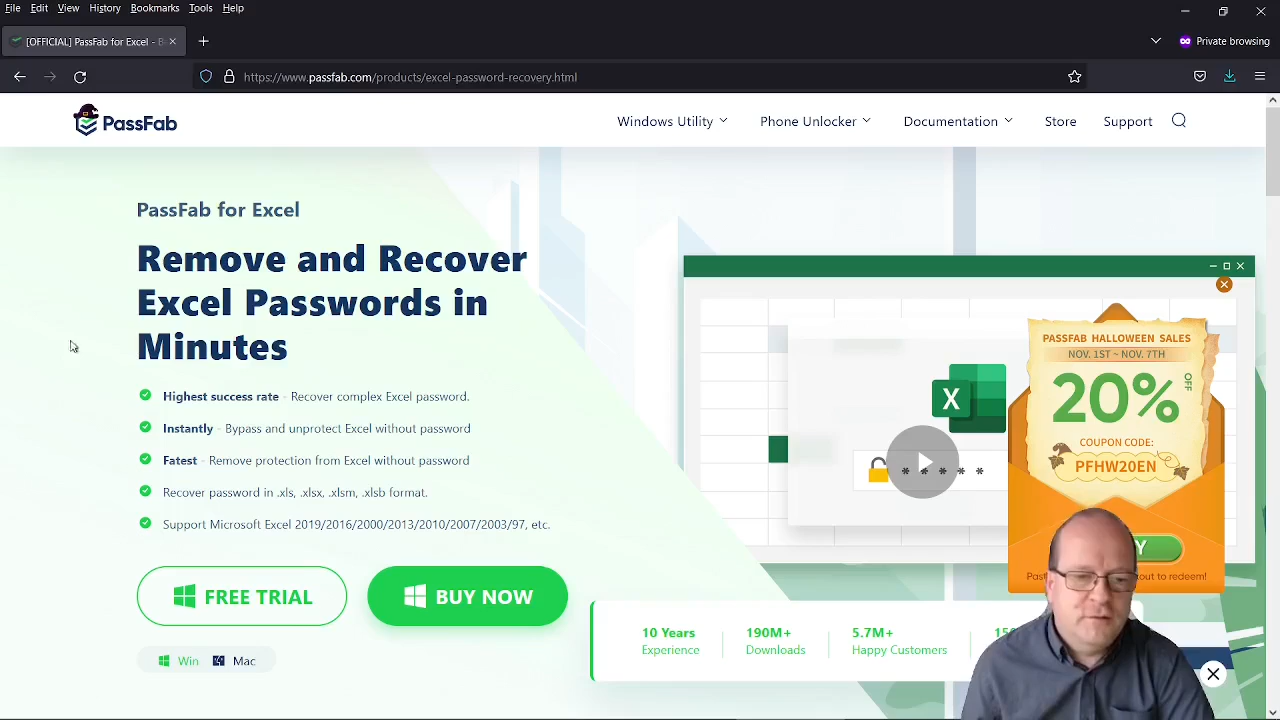 File Edit View History Bookmarks Tools Help
[OFFICIAL] PassFab for Excel - B
Private browsing
https://www.passfab.com/products/excel-password-recovery.html
PassFab
Windows Utility
Phone Unlocker
Documentation
Store
Support
PassFab for Excel
Remove and Recover
Excel Passwords in
Minutes
Highest success rate - Recover complex Excel password.
Instantly - Bypass and unprotect Excel without password
Fatest - Remove protection from Excel without password
Recover password in .xls, .xlsx, .xlsm, .xlsb format.
Support Microsoft Excel 2019/2016/2000/2013/2010/2007/2003/97, etc.
FREE TRIAL
BUY NOW
Win
Mac
X
* * * * *
PASSFAB HALLOWEEN SALES
NOV. 1ST ~ NOV. 7TH
20% OFF
COUPON CODE:
PFHW20EN
Y
out to redeem!
10 Years
Experience
190M+
Downloads
5.7M+
Happy Customers